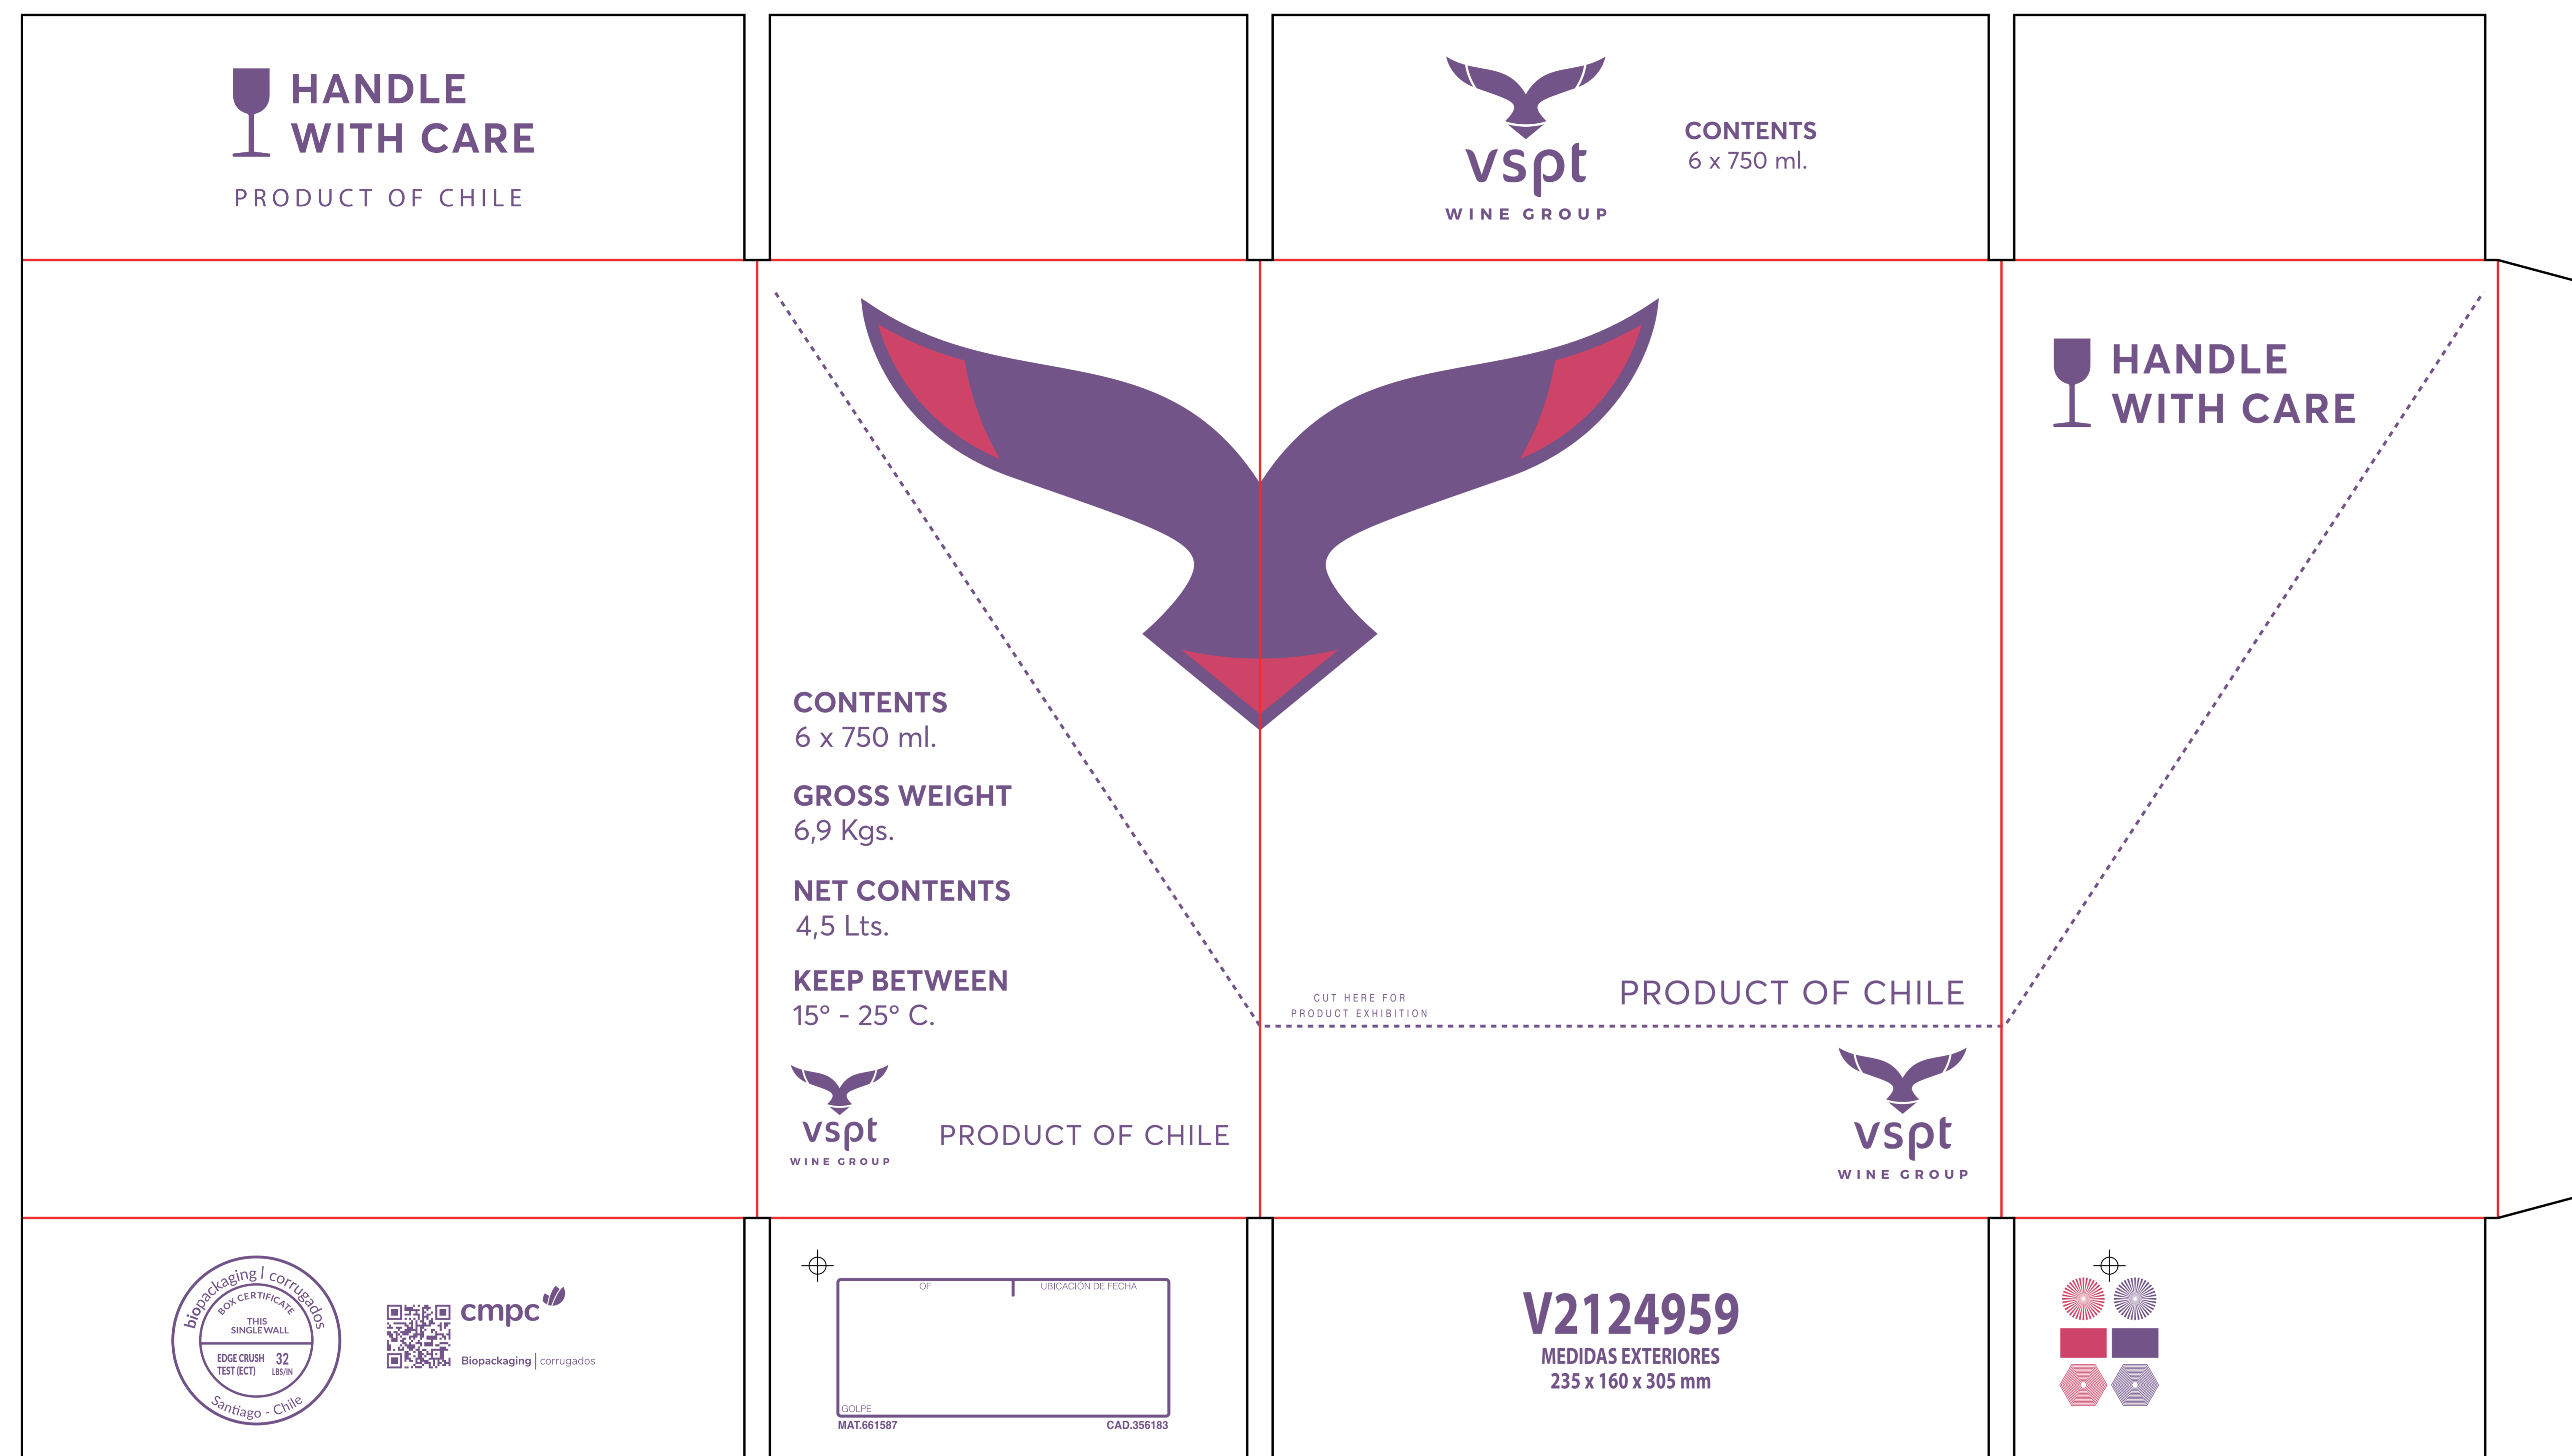 HANDLE
WITH CARE
PRODUCT OF CHILE
vspt
WINE GROUP
CONTENTS
6 x 750 ml.
HANDLE
WITH CARE
CONTENTS
6 x 750 ml.
GROSS WEIGHT
6,9 Kgs.
NET CONTENTS
4,5 Lts.
KEEP BETWEEN
15° - 25° C.
vspt
WINE GROUP
PRODUCT OF CHILE
CUT HERE FOR
PRODUCT EXHIBITION
PRODUCT OF CHILE
vspt
WINE GROUP
biopackaging | corrugados
BOX CERTIFICATE
THIS
SINGLE WALL
EDGE CRUSH 32
TEST (ECT) LBS/IN
Santiago - Chile
cmpc
Biopackaging | corrugados
OF
UBICACIÓN DE FECHA
GOLPE
MAT.661587
CAD.356183
V2124959
MEDIDAS EXTERIORES
235 x 160 x 305 mm